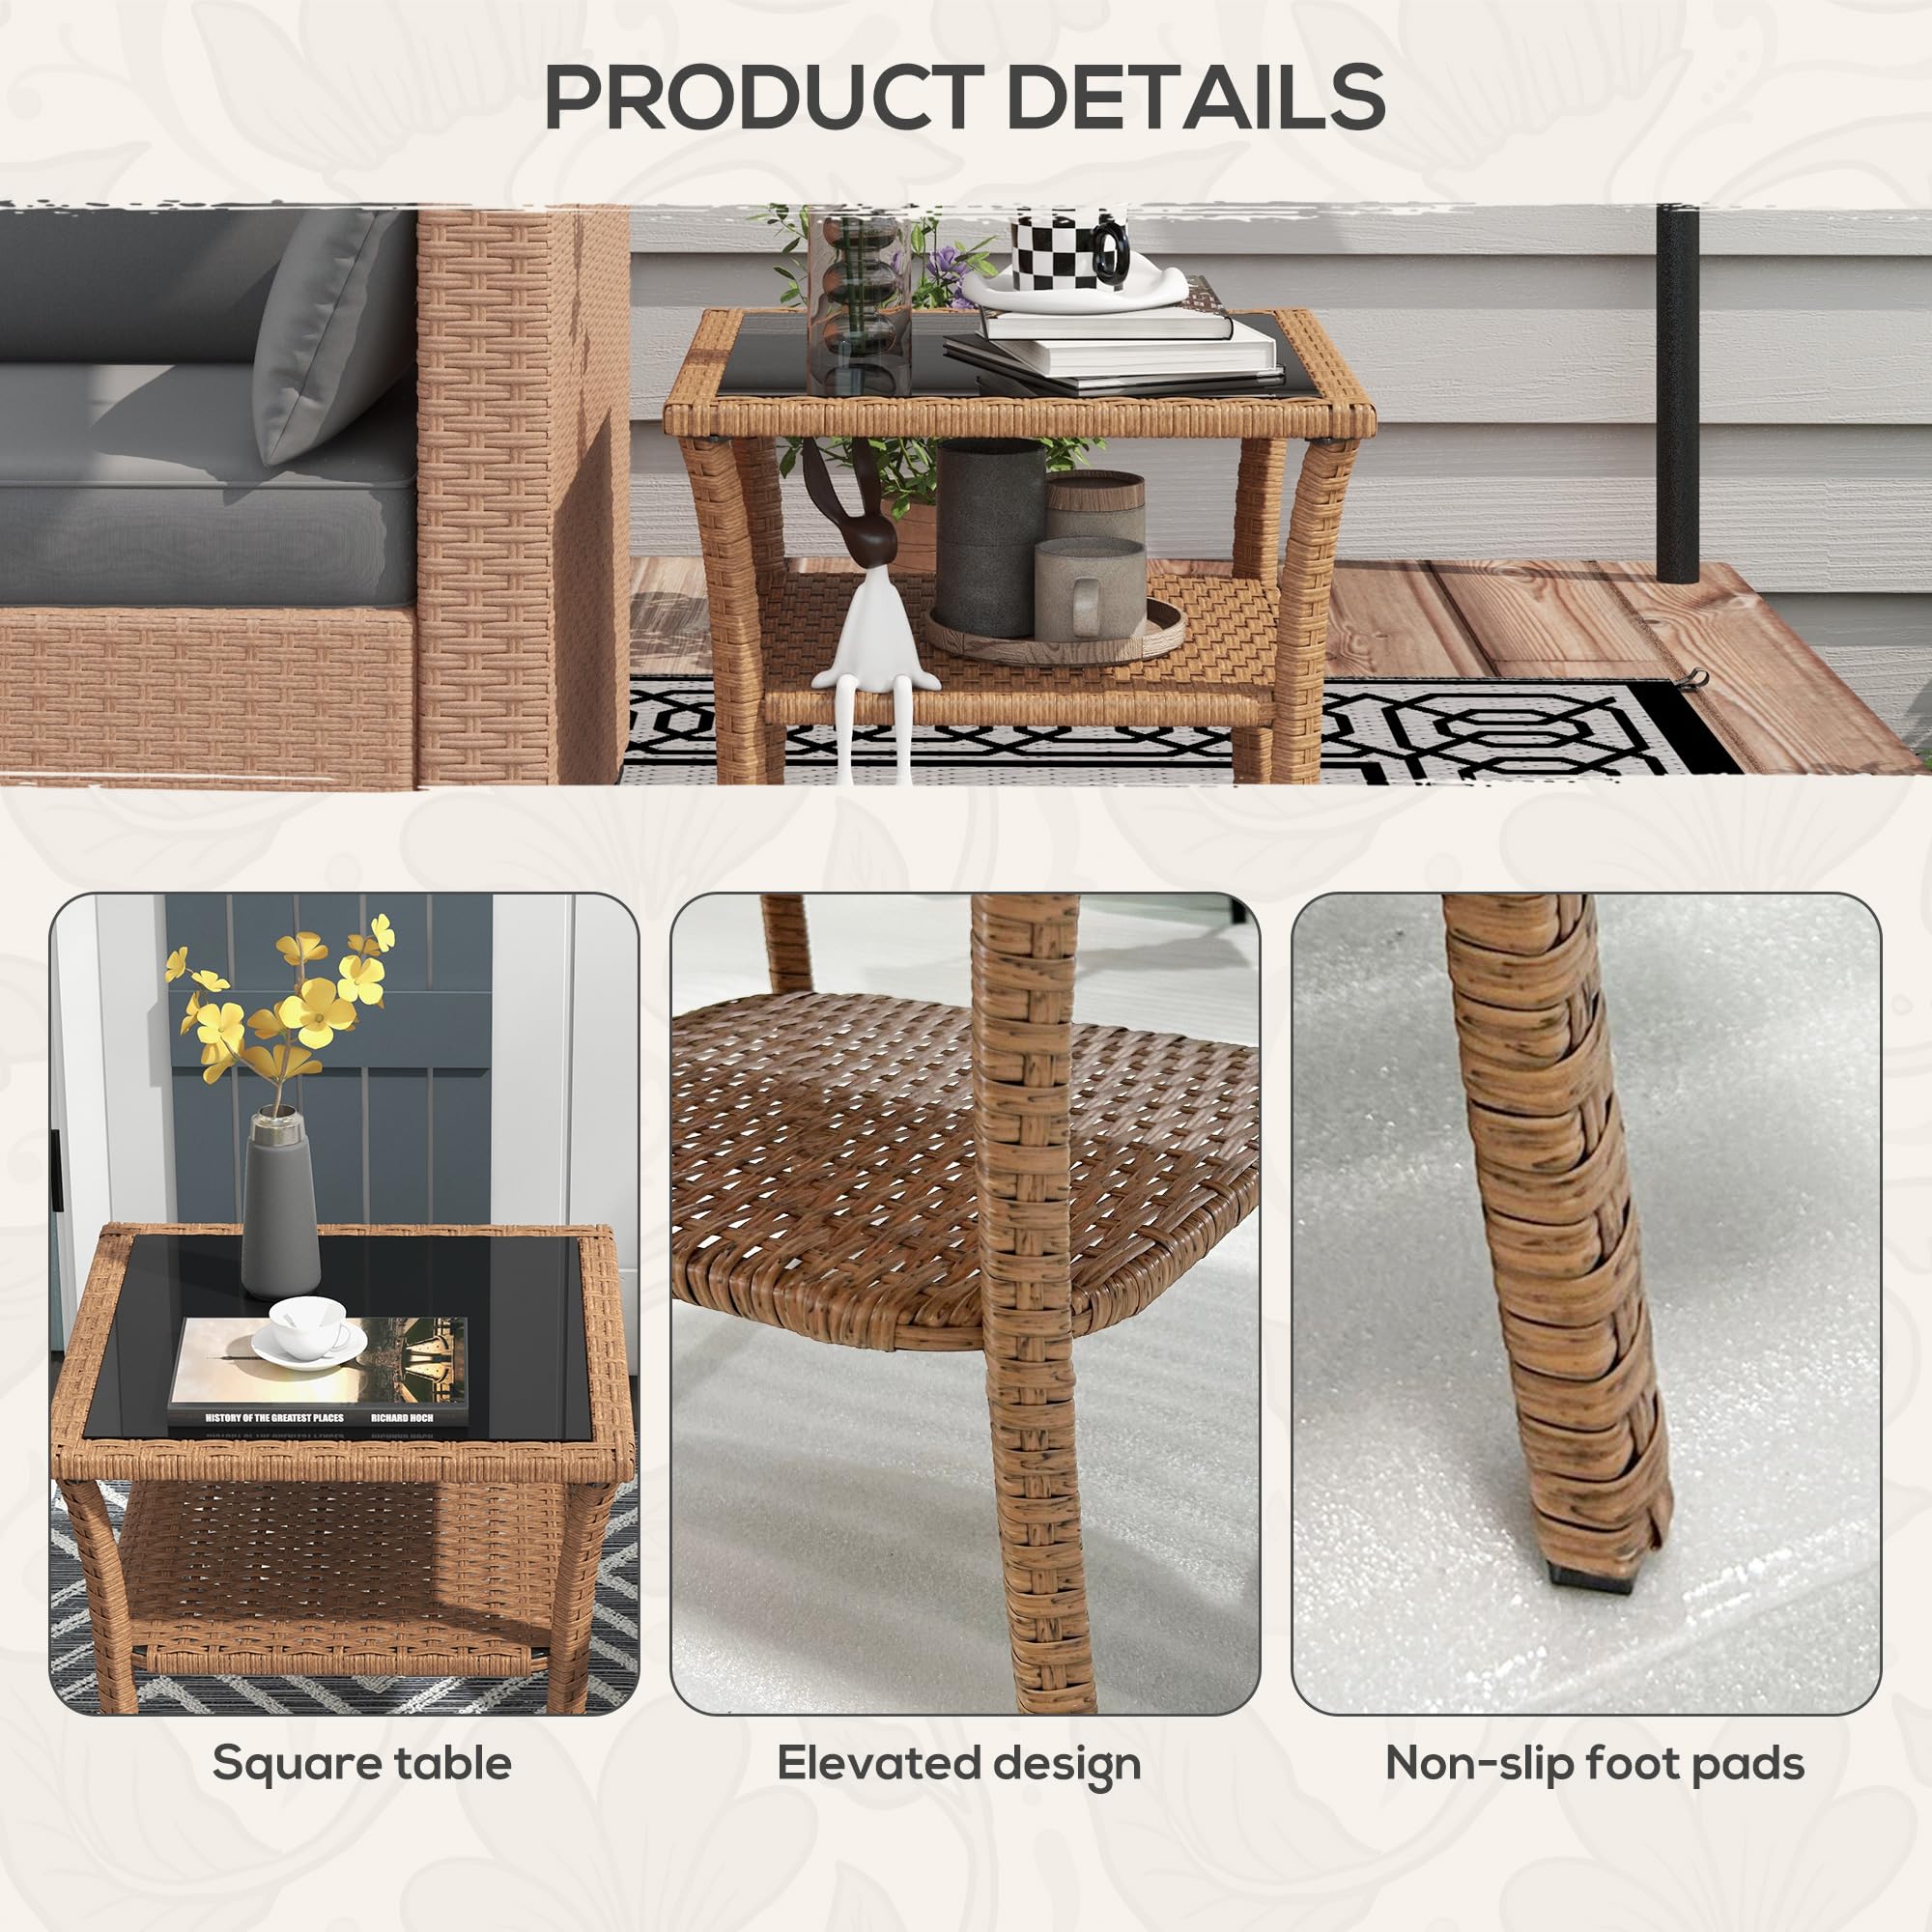 PRODUCT DETAILS
HISTORY OF THE GREATEST PLACES RICHARD HOCH
Square table
Elevated design
Non-slip foot pads